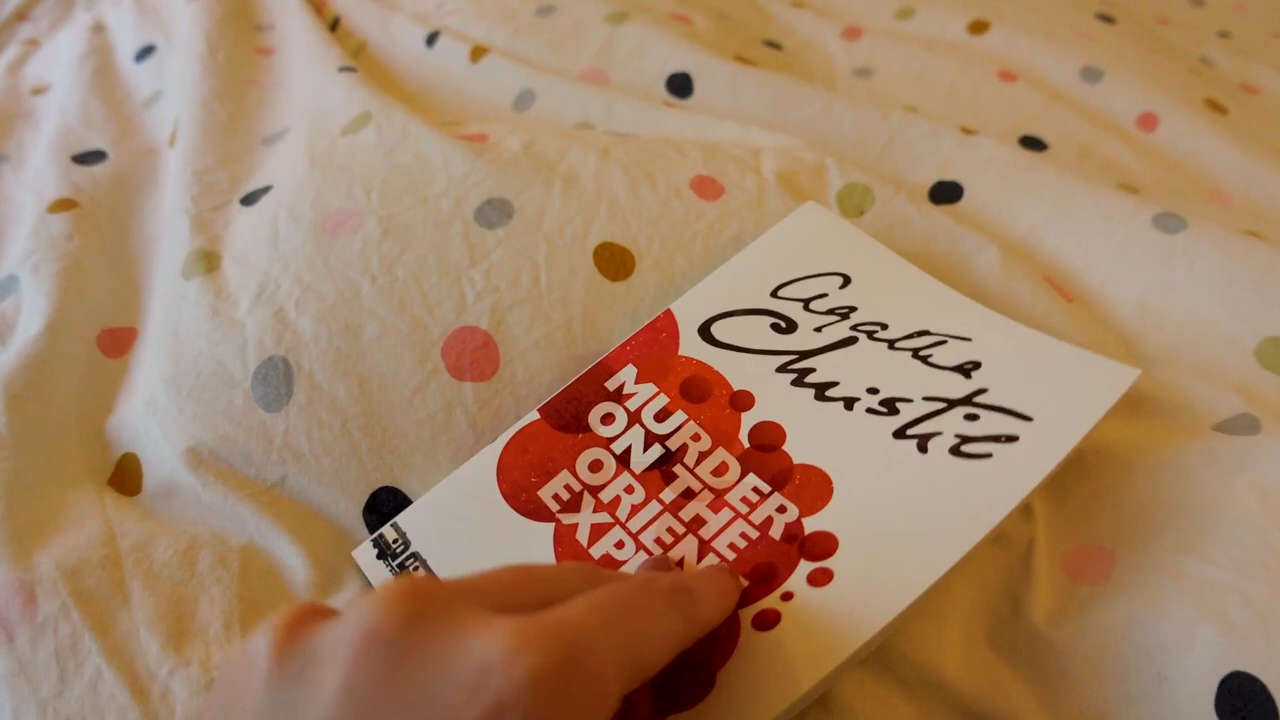 Agatha
Christie
MURDER
ON THE
ORIEN
EXP